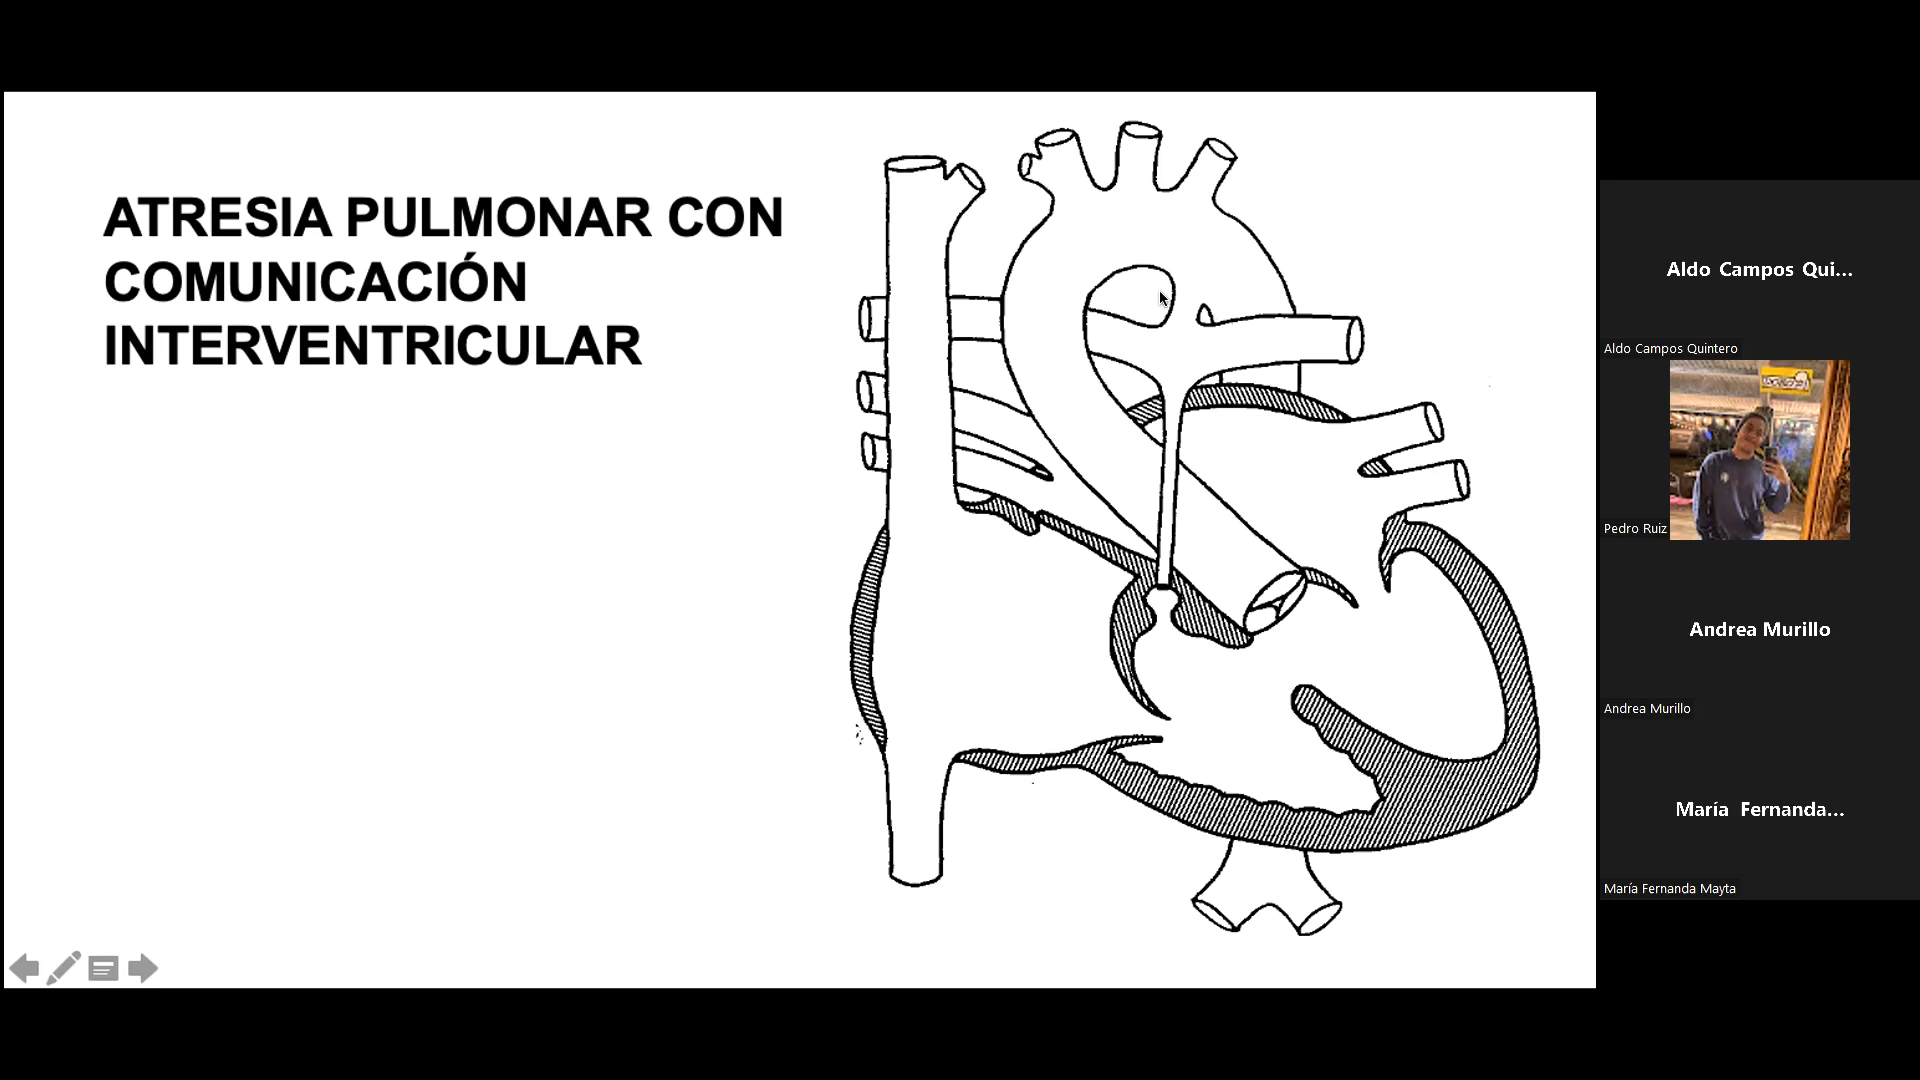 ATRESIA PULMONAR CON
COMUNICACIÓN
INTERVENTRICULAR
Aldo Campos Qui...
Aldo Campos Quintero
Pedro Ruiz
Andrea Murillo
Andrea Murillo
María Fernanda...
María Fernanda Mayta